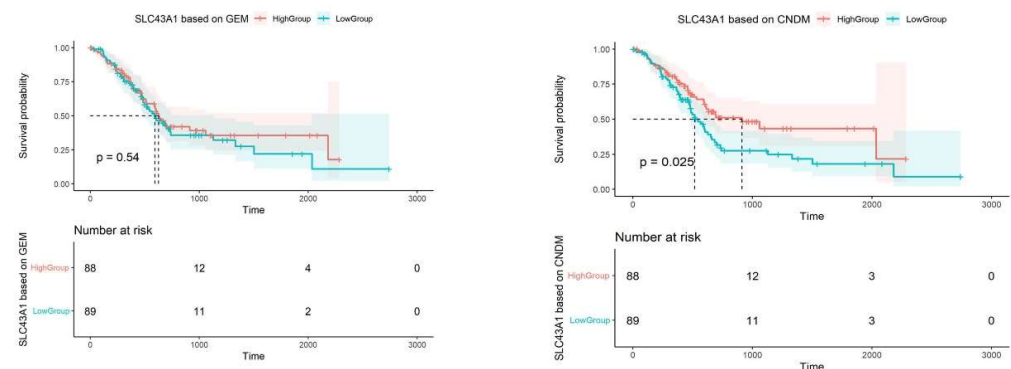 SLC43A1 based on GEM HighGroup LowGroup
1.00
0.75
0.50
0.25
0.00
Survival probability
p = 0.54
0 1000 2000 3000
Time
Number at risk
SLC43A1 based on GEM
HighGroup 88 12 4 0
LowGroup 89 11 2 0
0 1000 2000 3000
Time
SLC43A1 based on CNDM HighGroup LowGroup
1.00
0.75
0.50
0.25
0.00
Survival probability
p = 0.025
0 1000 2000 3000
Time
Number at risk
SLC43A1 based on CNDM
HighGroup 88 12 3 0
LowGroup 89 11 3 0
0 1000 2000 3000
Time